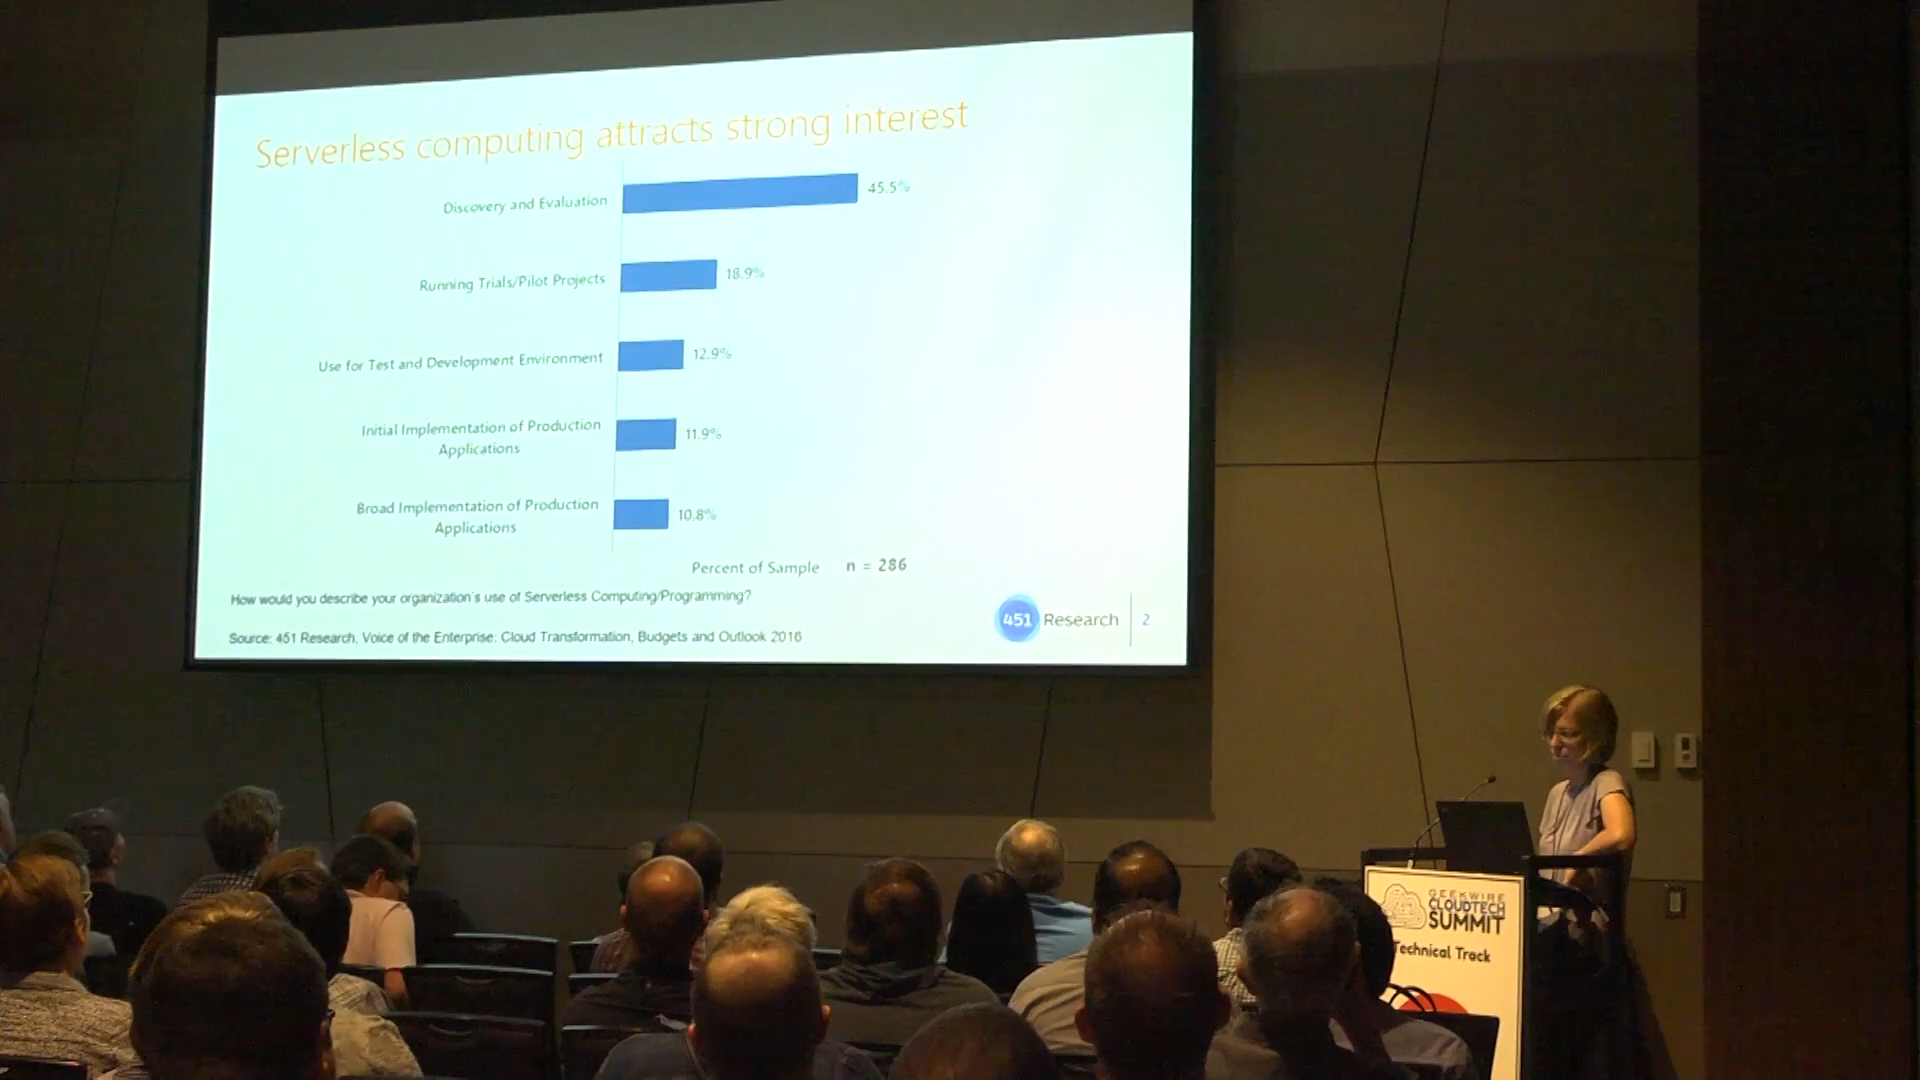 Serverless computing attracts strong interest
Discovery and Evaluation 45.5%
Running Trials/Pilot Projects 18.9%
Use for Test and Development Environment 12.9%
Initial Implementation of Production
Applications
11.9%
Broad Implementation of Production
Applications
10.8%
Percent of Sample n = 286
How would you describe your organization's use of Serverless Computing/Programming?
Source: 451 Research, Voice of the Enterprise: Cloud Transformation, Budgets and Outlook 2016
451 Research 2
GEEKWIRE
CLOUDTECH
SUMMIT
Technical Track